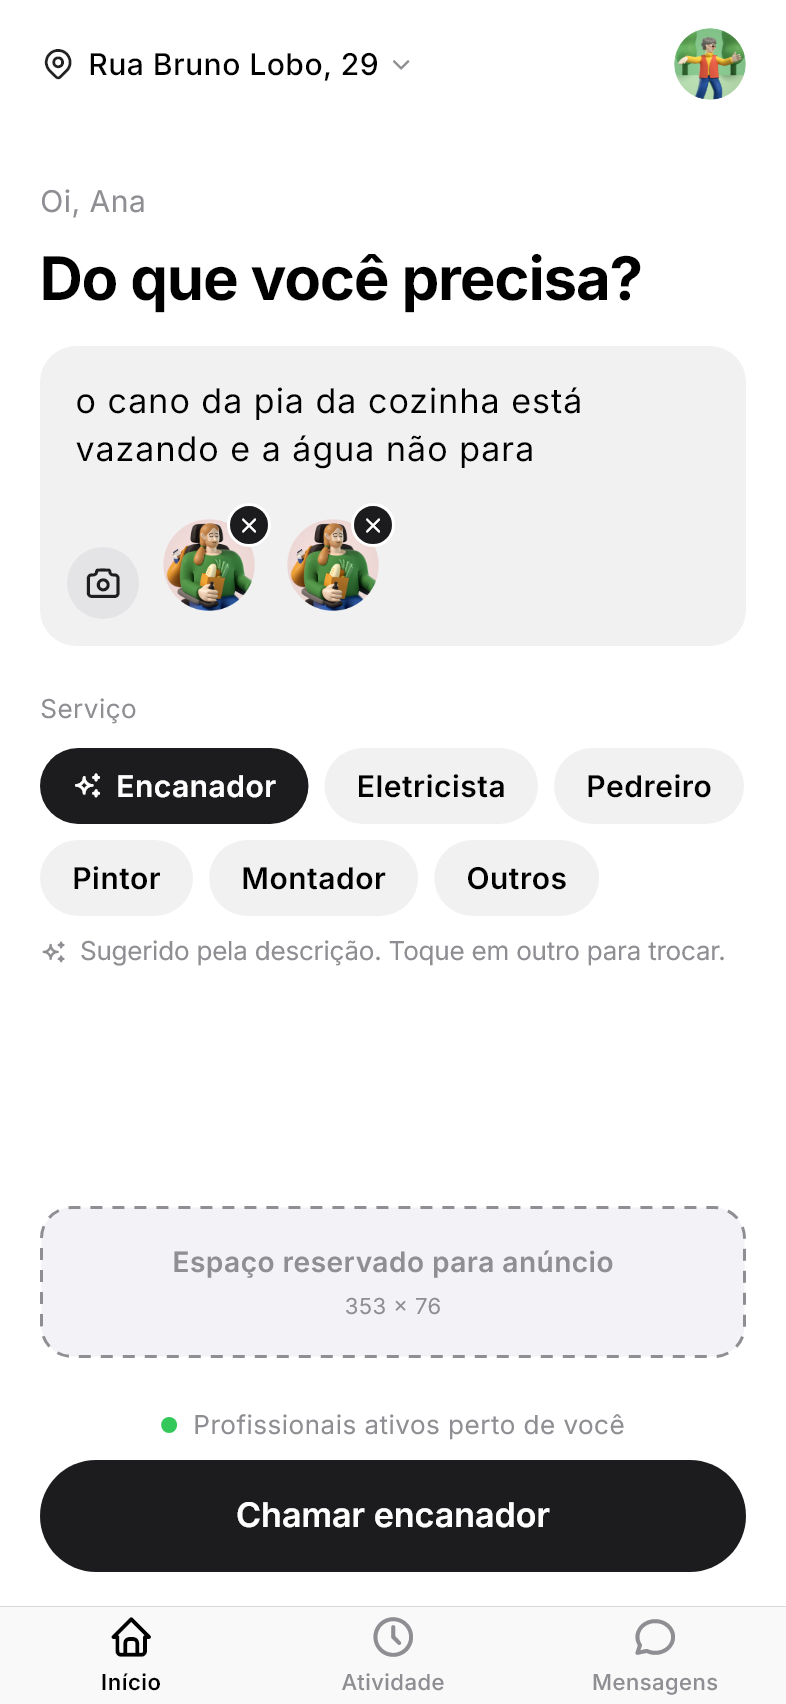 Rua Bruno Lobo, 29
Oi, Ana
Do que você precisa?
o cano da pia da cozinha está
vazando e a água não para
Serviço
Encanador
Eletricista
Pedreiro
Pintor
Montador
Outros
Sugerido pela descrição. Toque em outro para trocar.
Espaço reservado para anúncio
353 × 76
Profissionais ativos perto de você
Chamar encanador
Início
Atividade
Mensagens